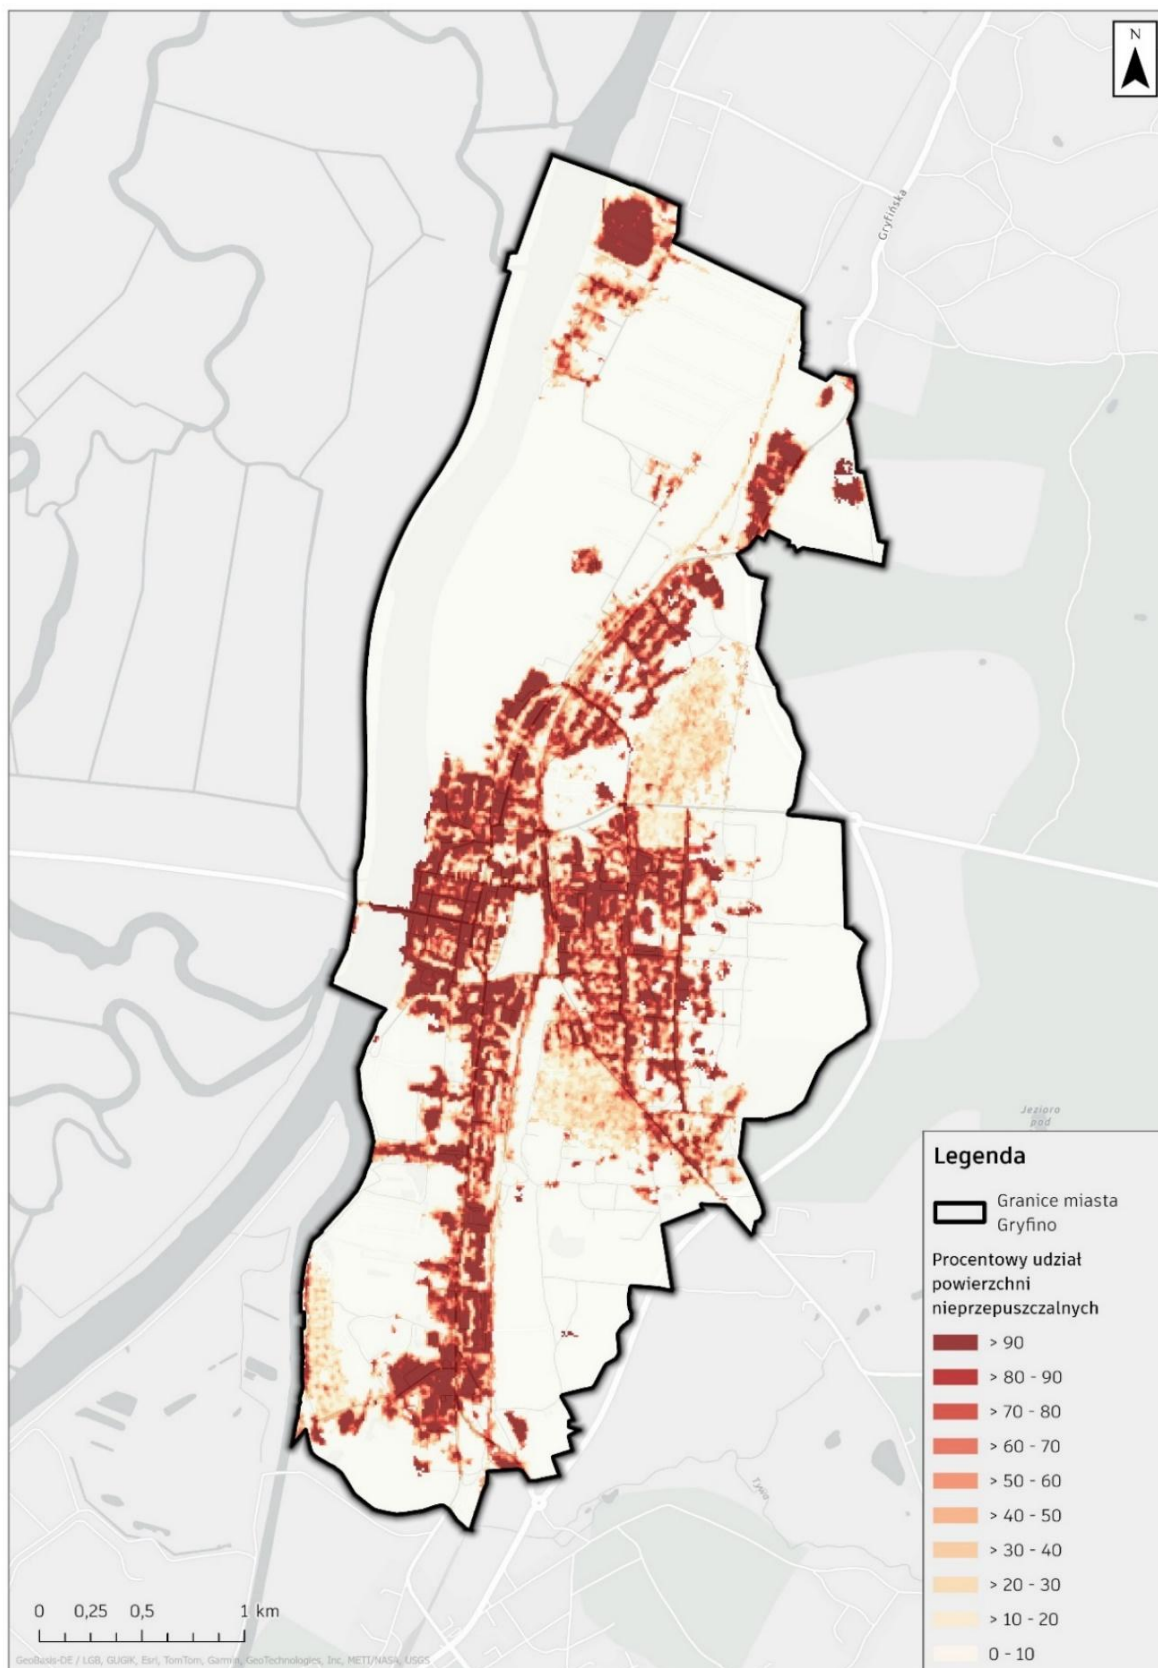 N
Gryfińska
Jezioro
pod
Tywa
Legenda
Granice miasta
Gryfino
Procentowy udział
powierzchni
nieprzepuszczalnych
> 90
> 80 - 90
> 70 - 80
> 60 - 70
> 50 - 60
> 40 - 50
> 30 - 40
> 20 - 30
> 10 - 20
0 - 10
0 0,25 0,5 1 km
GeoBasis-DE / LGB, GUGIK, Esri, TomTom, Garmin, GeoTechnologies, Inc, METI/NASA, USGS